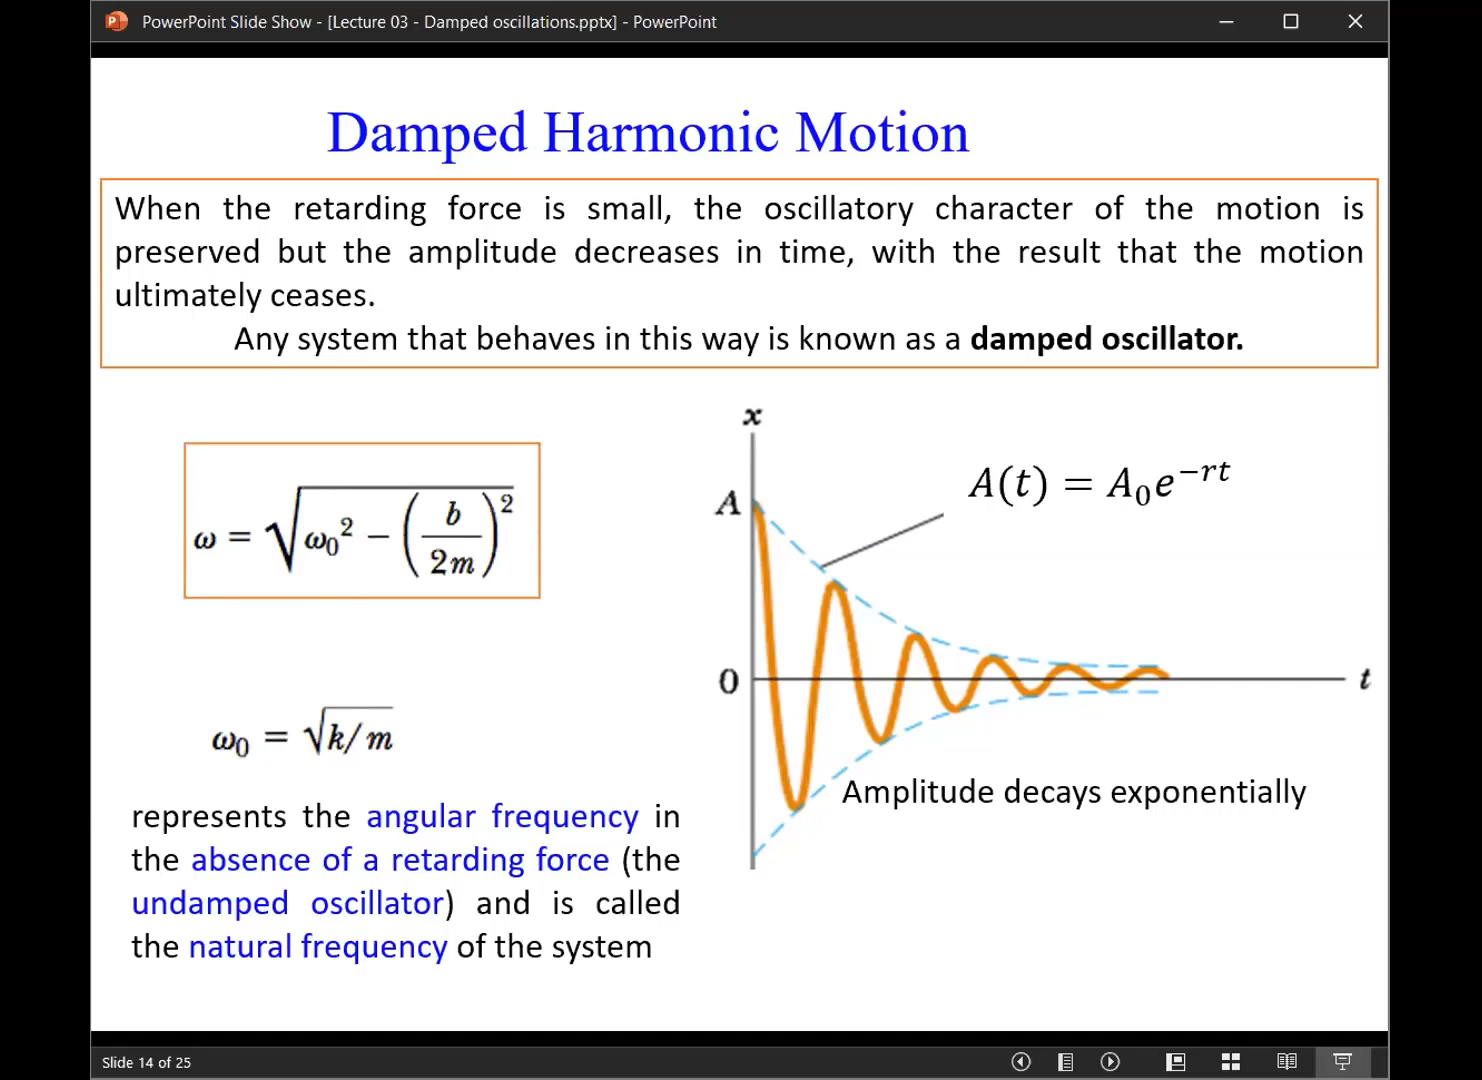 PowerPoint Slide Show - [Lecture 03 - Damped oscillations.pptx] - PowerPoint
Damped Harmonic Motion
When the retarding force is small, the oscillatory character of the motion is
preserved but the amplitude decreases in time, with the result that the motion
ultimately ceases.
Any system that behaves in this way is known as a damped oscillator.
ω = √(ω₀² − (b/2m)²)
ω₀ = √k/m
represents the angular frequency in
the absence of a retarding force (the
undamped oscillator) and is called
the natural frequency of the system
x
A(t) = A₀e^−rt
A
0
t
Amplitude decays exponentially
Slide 14 of 25